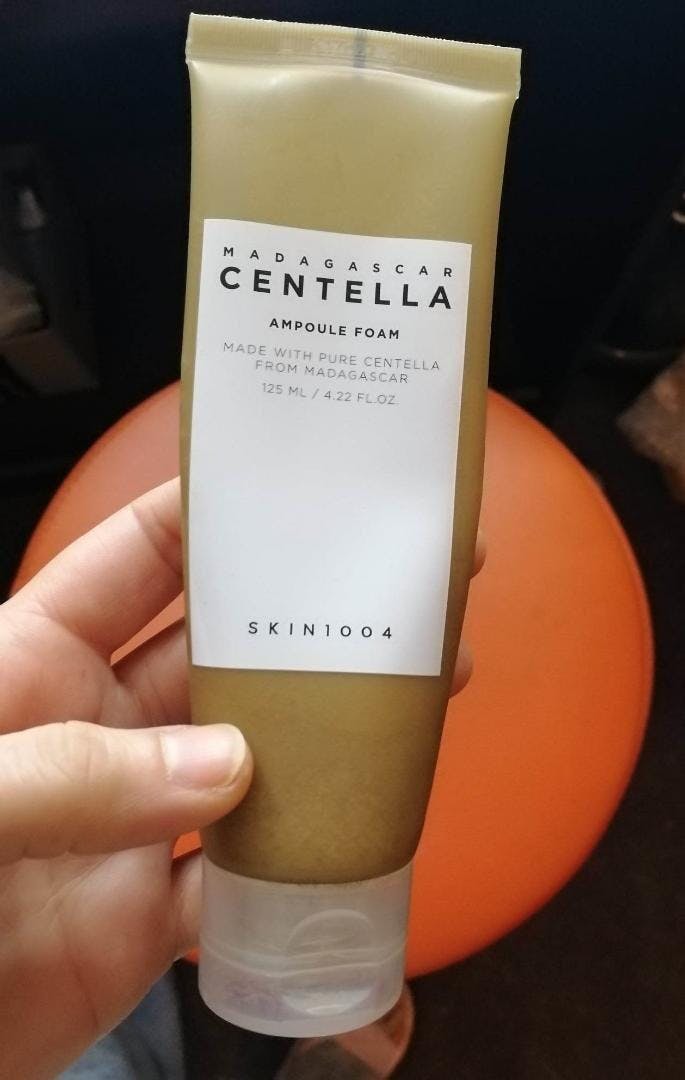 MADAGASCAR
CENTELLA
AMPOULE FOAM
MADE WITH PURE CENTELLA
FROM MADAGASCAR
125 ML / 4.22 FL.OZ.
SKIN1004